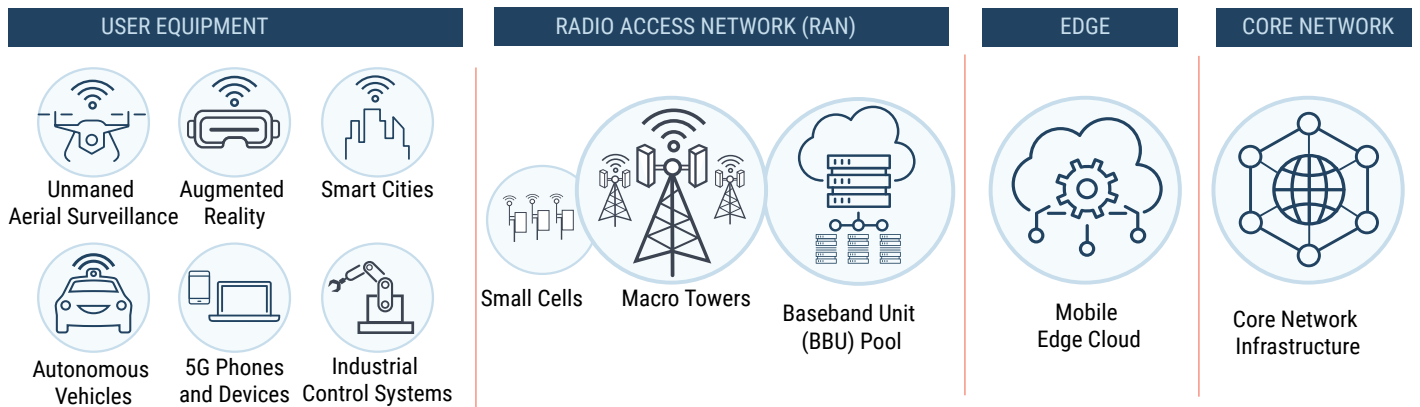 USER EQUIPMENT
RADIO ACCESS NETWORK (RAN)
EDGE
CORE NETWORK
Unmaned
Aerial Surveillance
Augmented
Reality
Smart Cities
Autonomous
Vehicles
5G Phones
and Devices
Industrial
Control Systems
Small Cells
Macro Towers
Baseband Unit
(BBU) Pool
Mobile
Edge Cloud
Core Network
Infrastructure